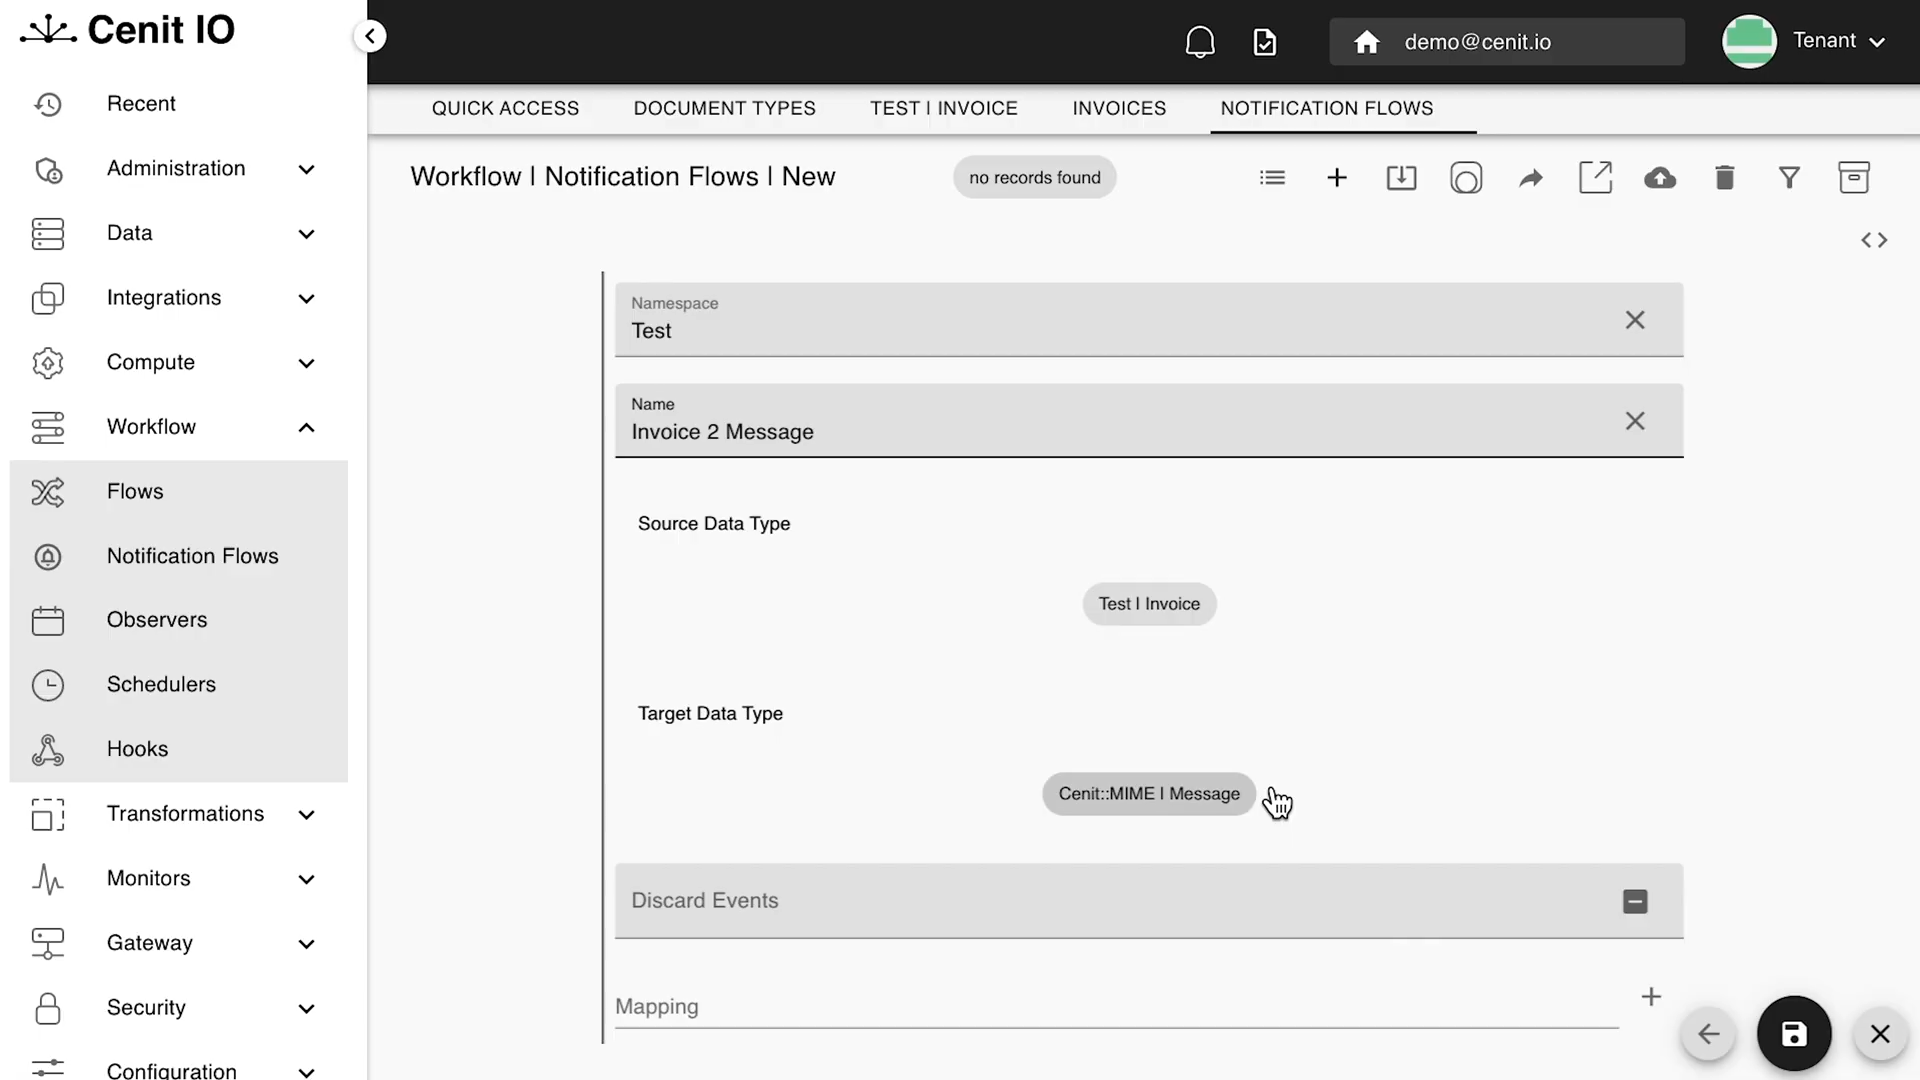 Cenit IO
demo@cenit.io
Tenant
Recent
Administration
Data
Integrations
Compute
Workflow
Flows
Notification Flows
Observers
Schedulers
Hooks
Transformations
Monitors
Gateway
Security
Configuration
QUICK ACCESS
DOCUMENT TYPES
TEST | INVOICE
INVOICES
NOTIFICATION FLOWS
Workflow | Notification Flows | New
no records found
Namespace
Test
Name
Invoice 2 Message
Source Data Type
Test | Invoice
Target Data Type
Cenit::MIME | Message
Discard Events
Mapping